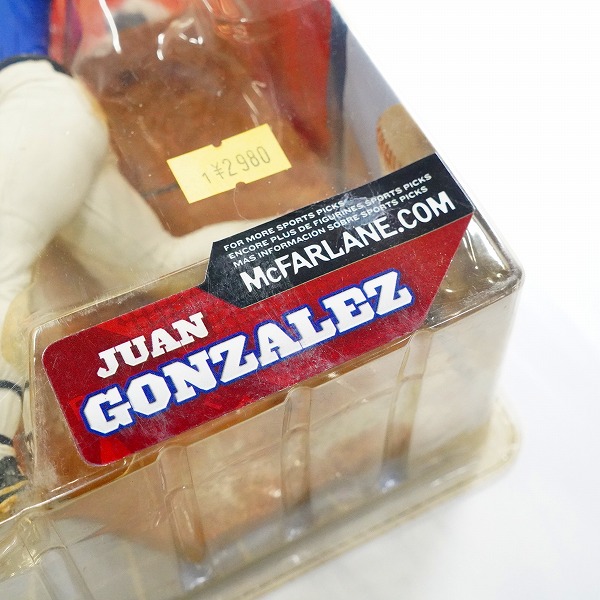 1¥2980
FOR MORE SPORTS PICKS
ENCORE PLUS DE FIGURINES SPORTS PICKS
MAS INFORMACION SOBRE SPORTS PICKS
McFARLANE.COM
JUAN
GONZALEZ